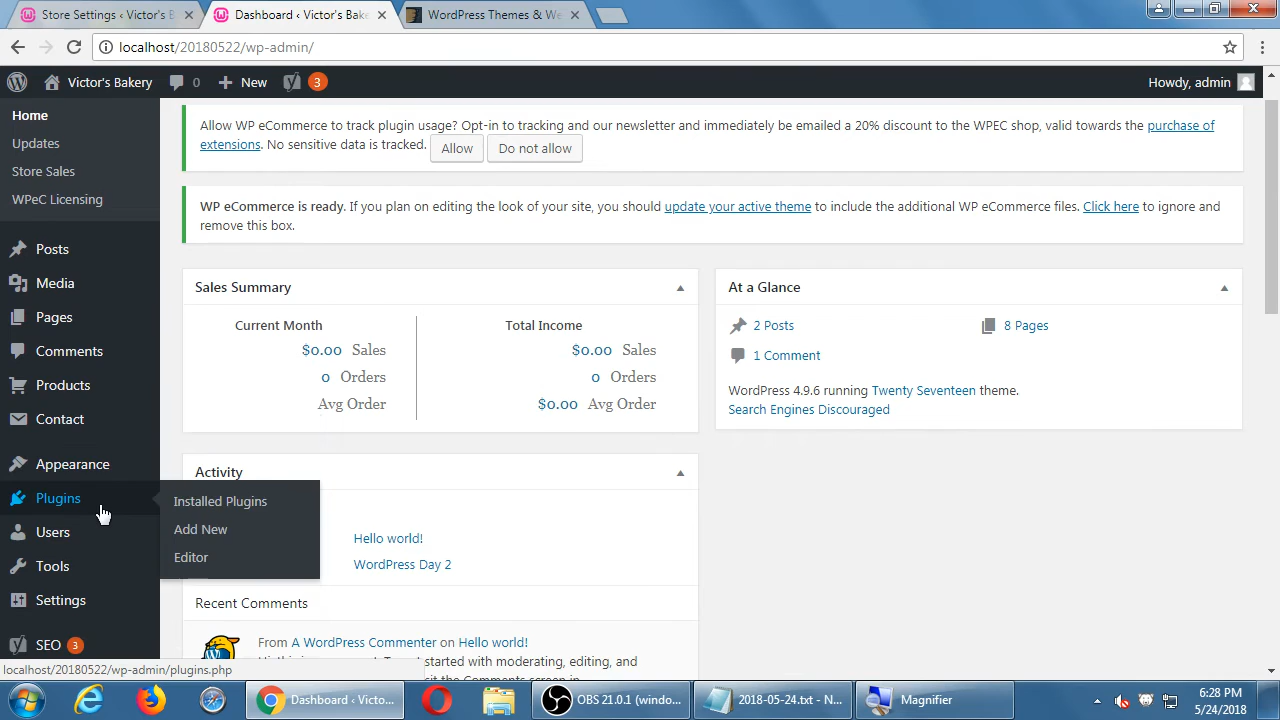 Store Settings ‹ Victor's B
Dashboard ‹ Victor's Bake
WordPress Themes & We
localhost/20180522/wp-admin/
Victor's Bakery
0
New
3
Howdy, admin
Home
Updates
Store Sales
WPeC Licensing
Posts
Media
Pages
Comments
Products
Contact
Appearance
Plugins
Users
Tools
Settings
SEO 3
Installed Plugins
Add New
Editor
Allow WP eCommerce to track plugin usage? Opt-in to tracking and our newsletter and immediately be emailed a 20% discount to the WPEC shop, valid towards the purchase of
extensions. No sensitive data is tracked. Allow Do not allow
WP eCommerce is ready. If you plan on editing the look of your site, you should update your active theme to include the additional WP eCommerce files. Click here to ignore and
remove this box.
Sales Summary
Current Month Total Income
$0.00 Sales $0.00 Sales
0 Orders 0 Orders
Avg Order $0.00 Avg Order
At a Glance
2 Posts 8 Pages
1 Comment
WordPress 4.9.6 running Twenty Seventeen theme.
Search Engines Discouraged
Activity
Hello world!
WordPress Day 2
Recent Comments
From A WordPress Commenter on Hello world!
started with moderating, editing, and
localhost/20180522/wp-admin/plugins.php
Dashboard ‹ Victo...
OBS 21.0.1 (windo...
2018-05-24.txt - N...
Magnifier
6:28 PM
5/24/2018